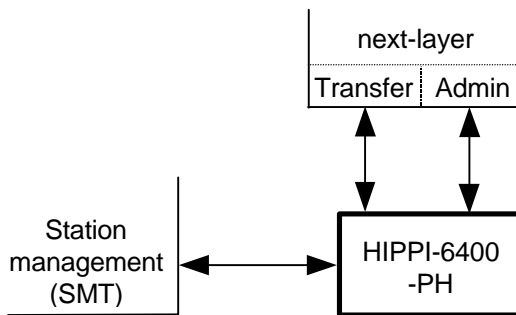 next-layer
Transfer Admin
Station
management
(SMT)
HIPPI-6400
-PH